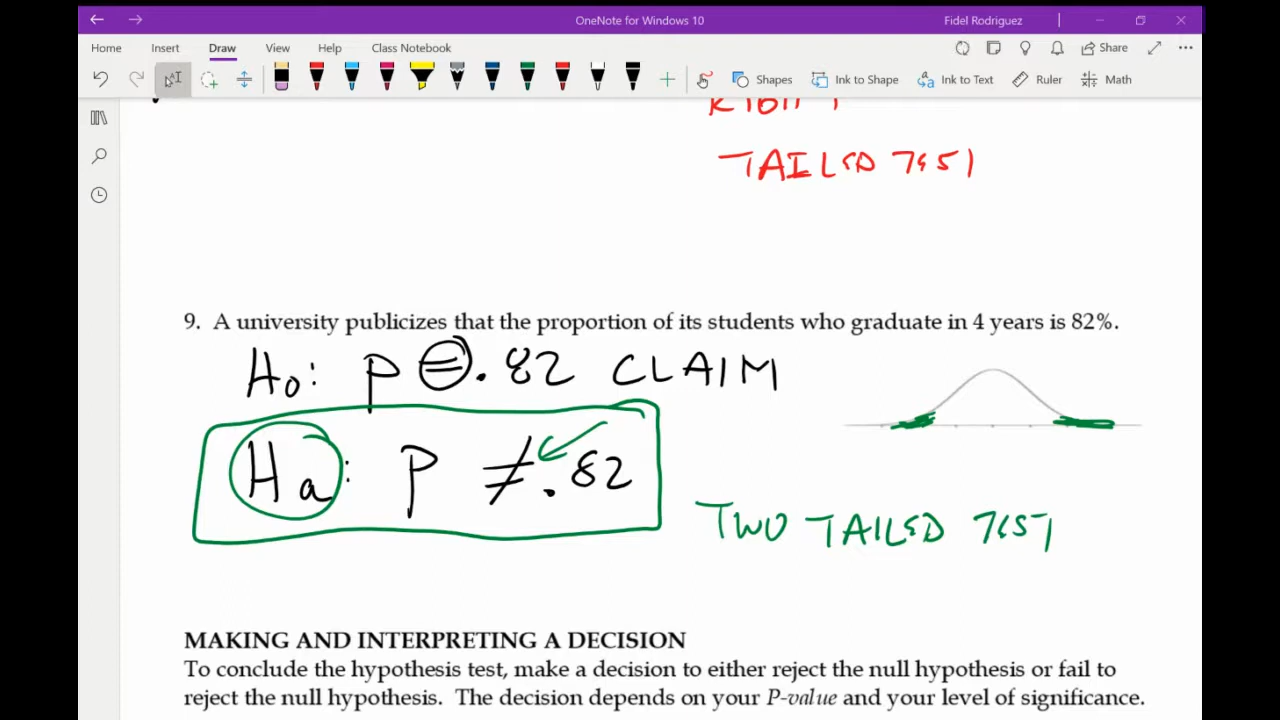 OneNote for Windows 10
Fidel Rodriguez
Home Insert Draw View Help Class Notebook
Share
Shapes Ink to Shape Ink to Text Ruler Math
TAILED TEST
9. A university publicizes that the proportion of its students who graduate in 4 years is 82%.
Ho: p = .82 CLAIM
Ha: p ≠ .82
TWO TAILED TEST
MAKING AND INTERPRETING A DECISION
To conclude the hypothesis test, make a decision to either reject the null hypothesis or fail to
reject the null hypothesis. The decision depends on your P-value and your level of significance.